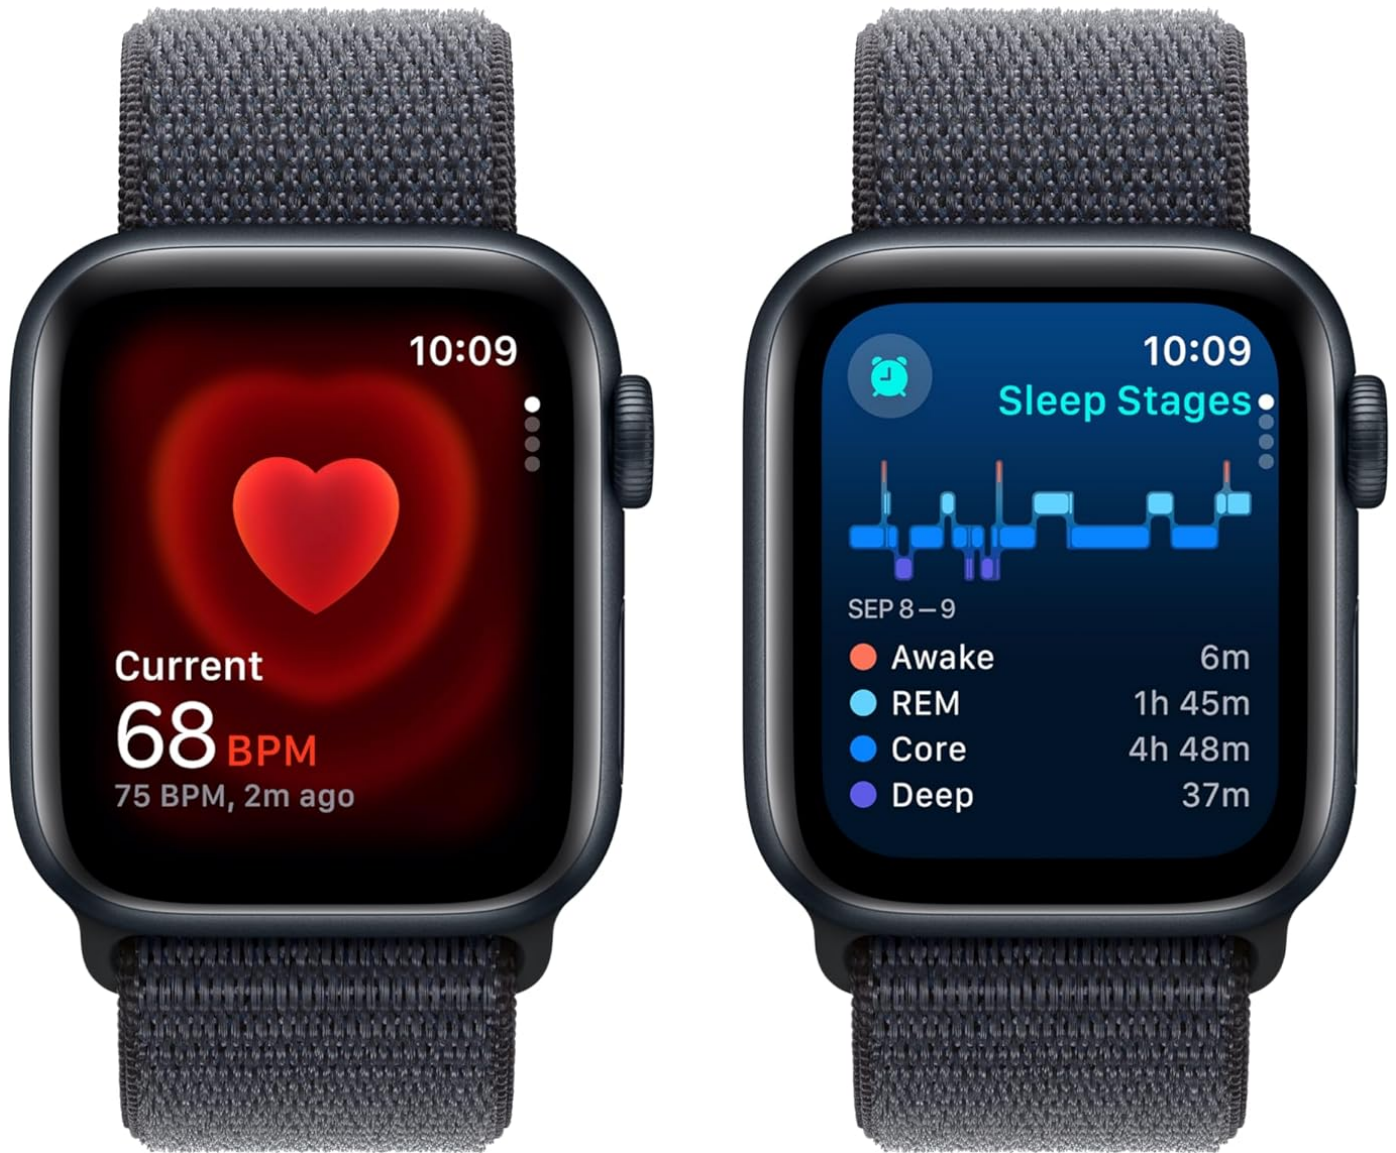 10:09
Current
68 BPM
75 BPM, 2m ago
10:09
Sleep Stages
SEP 8–9
Awake 6m
REM 1h 45m
Core 4h 48m
Deep 37m